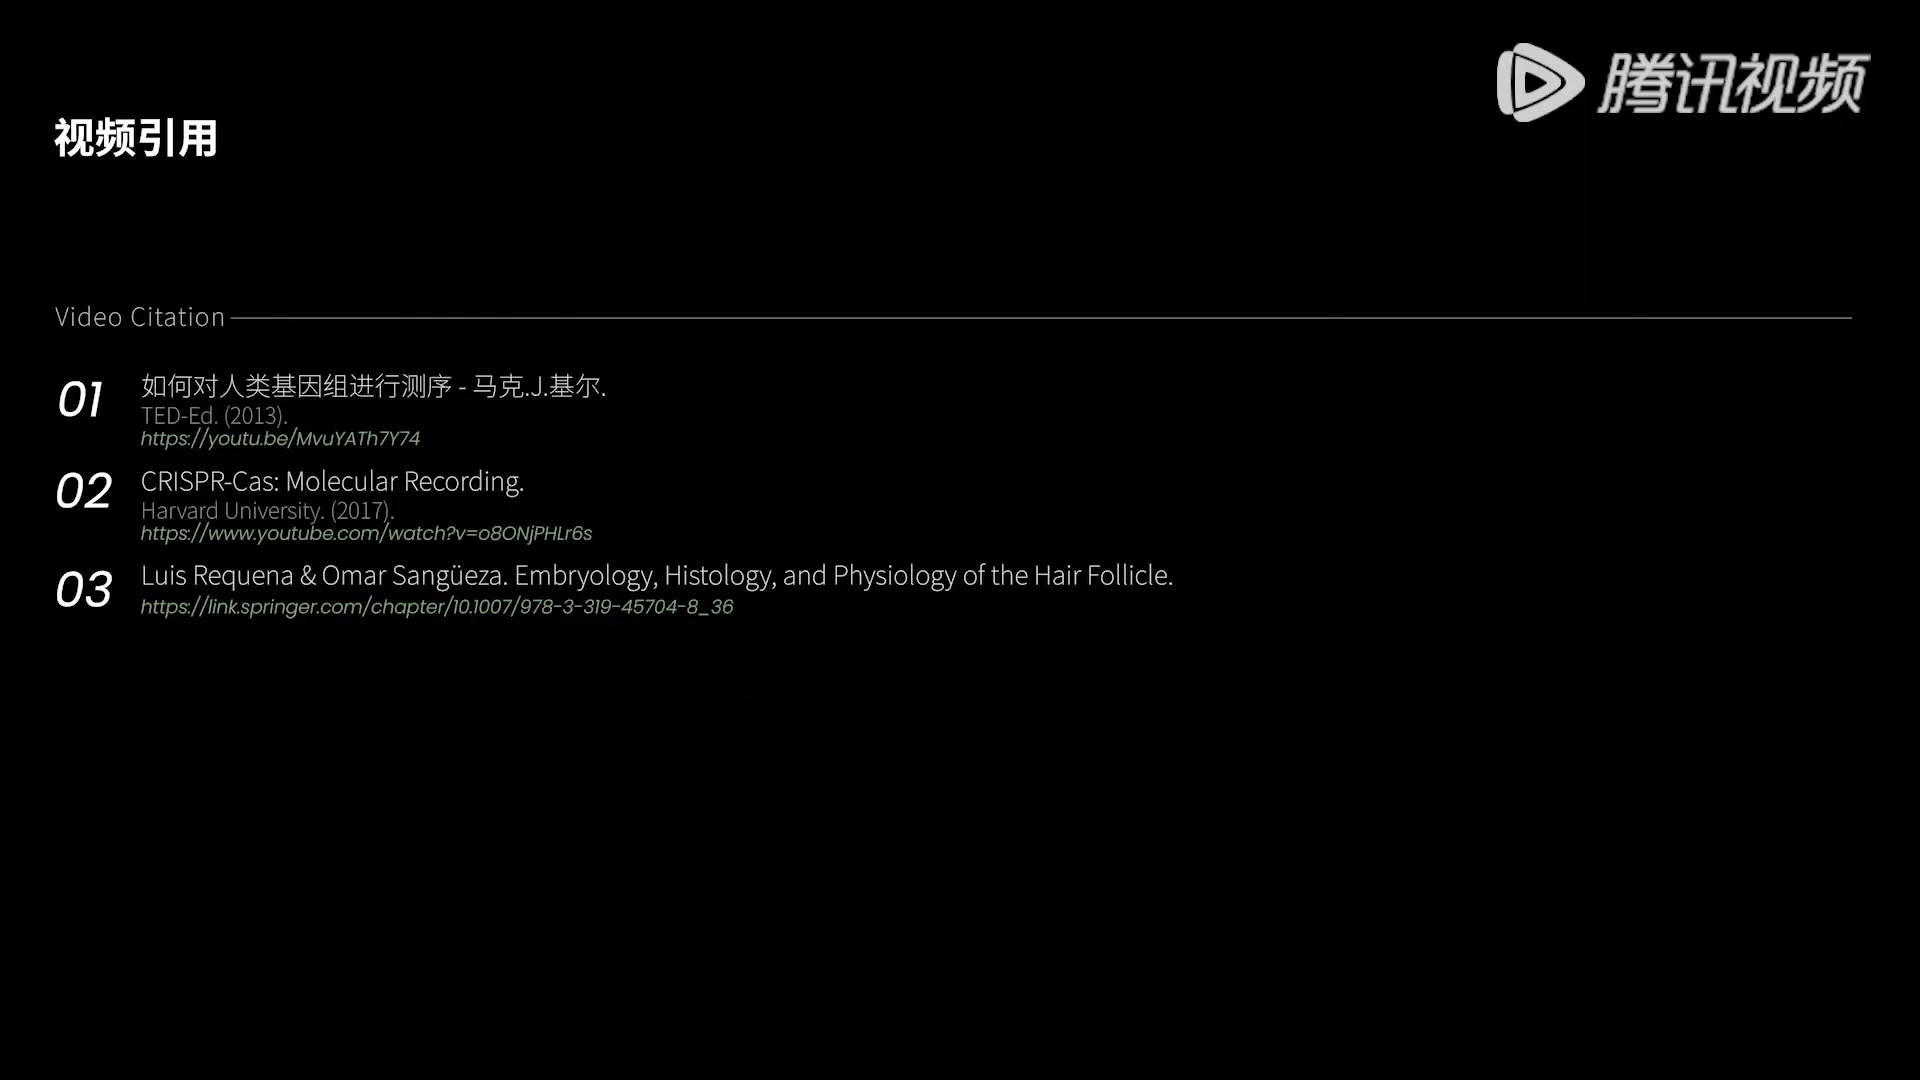 腾讯视频
视频引用
Video Citation
01
如何对人类基因组进行测序 - 马克.J.基尔.
TED-Ed. (2013).
https://youtu.be/MvuYATh7Y74
02
CRISPR-Cas: Molecular Recording.
Harvard University. (2017).
https://www.youtube.com/watch?v=o8ONjPHLr6s
03
Luis Requena & Omar Sangüeza. Embryology, Histology, and Physiology of the Hair Follicle.
https://link.springer.com/chapter/10.1007/978-3-319-45704-8_36